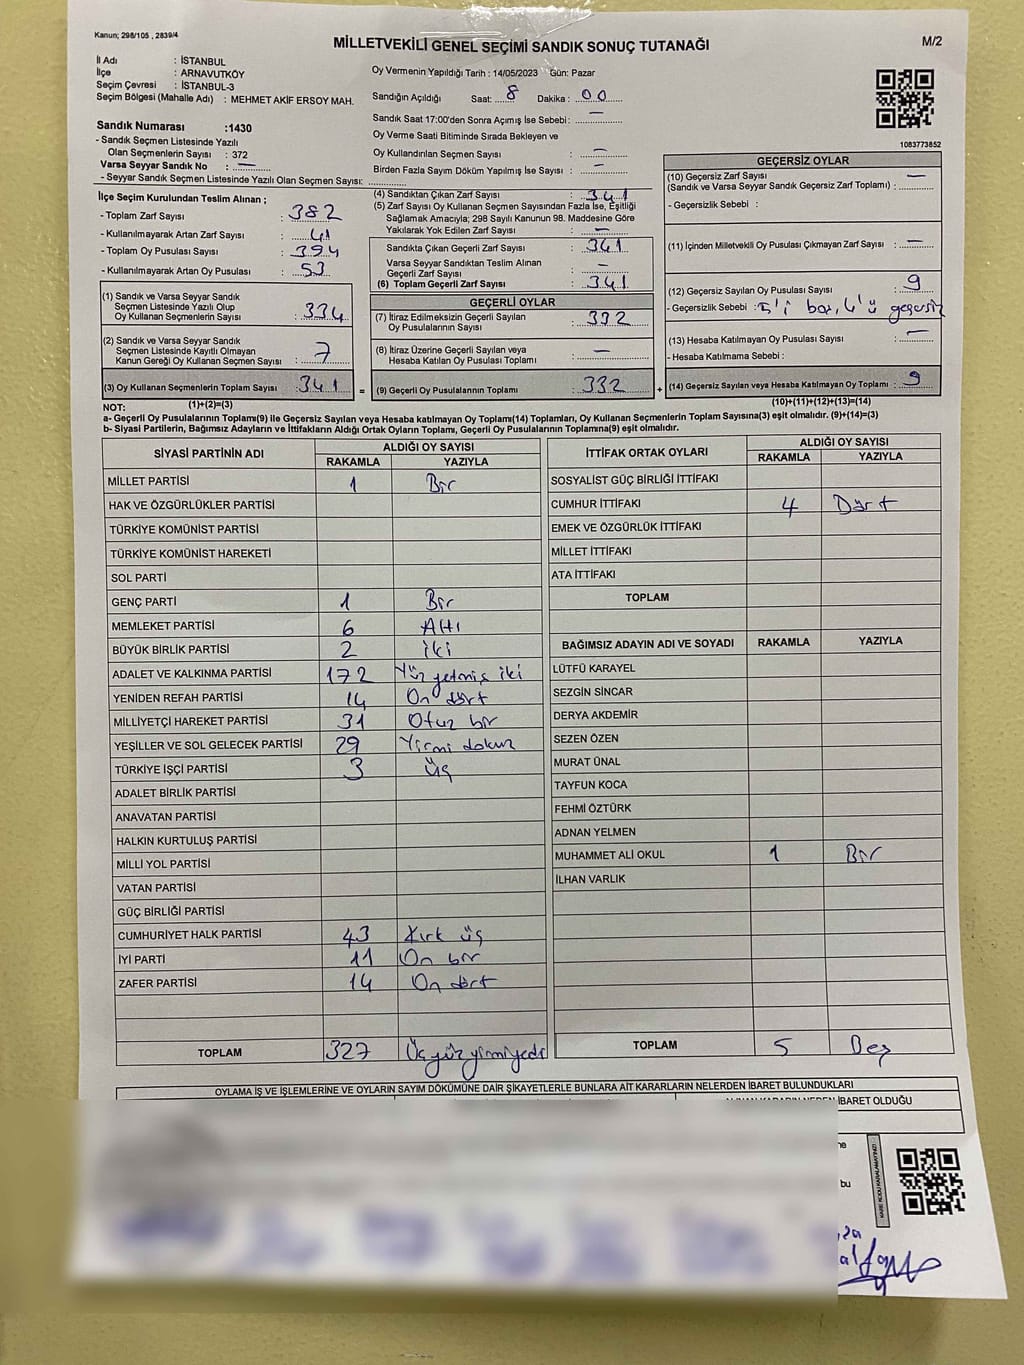 Kanun; 298/105 , 2839/4
MİLLETVEKİLİ GENEL SEÇİMİ SANDIK SONUÇ TUTANAĞI
M/2
İl Adı : İSTANBUL
İlçe : ARNAVUTKÖY
Seçim Çevresi : İSTANBUL-3
Seçim Bölgesi (Mahalle Adı) : MEHMET AKİF ERSOY MAH.
Sandık Numarası :1430
- Sandık Seçmen Listesinde Yazılı
Olan Seçmenlerin Sayısı : 372
Varsa Seyyar Sandık No : —
- Seyyar Sandık Seçmen Listesinde Yazılı Olan Seçmen Sayısı:
Oy Vermenin Yapıldığı Tarih : 14/05/2023 Gün: Pazar
Sandığın Açıldığı Saat: 8 Dakika : 00
Sandık Saat 17:00'den Sonra Açımış İse Sebebi : —
Oy Verme Saati Bitiminde Sırada Bekleyen ve
Oy Kullandırılan Seçmen Sayısı : —
Birden Fazla Sayım Döküm Yapılmış İse Sayısı : —
1083773852
İlçe Seçim Kurulundan Teslim Alınan ;
- Toplam Zarf Sayısı : 382
- Kullanılmayarak Artan Zarf Sayısı : 41
- Toplam Oy Pusulası Sayısı : 394
- Kullanılmayarak Artan Oy Pusulası : 53
(1) Sandık ve Varsa Seyyar Sandık
Seçmen Listesinde Yazılı Olup
Oy Kullanan Seçmenlerin Sayısı : 334
(2) Sandık ve Varsa Seyyar Sandık
Seçmen Listesinde Kayıtlı Olmayan
Kanun Gereği Oy Kullanan Seçmen Sayısı : 7
(3) Oy Kullanan Seçmenlerin Toplam Sayısı : 341
(1)+(2)=(3)
(4) Sandıktan Çıkan Zarf Sayısı : 341
(5) Zarf Sayısı Oy Kullanan Seçmen Sayısından Fazla İse, Eşitliği
Sağlamak Amacıyla; 298 Sayılı Kanunun 98. Maddesine Göre
Yakılarak Yok Edilen Zarf Sayısı : —
Sandıkta Çıkan Geçerli Zarf Sayısı : 341
Varsa Seyyar Sandıktan Teslim Alınan
Geçerli Zarf Sayısı : —
(6) Toplam Geçerli Zarf Sayısı : 341
GEÇERLİ OYLAR
(7) İtiraz Edilmeksizin Geçerli Sayılan
Oy Pusulalarının Sayısı : 332
(8) İtiraz Üzerine Geçerli Sayılan veya
Hesaba Katılan Oy Pusulası Toplamı : —
= (9) Geçerli Oy Pusulalarının Toplamı : 332 +
GEÇERSİZ OYLAR
(10) Geçersiz Zarf Sayısı
(Sandık ve Varsa Seyyar Sandık Geçersiz Zarf Toplamı) : —
- Geçersizlik Sebebi :
(11) İçinden Milletvekili Oy Pusulası Çıkmayan Zarf Sayısı : —
(12) Geçersiz Sayılan Oy Pusulası Sayısı : 9
- Geçersizlik Sebebi : 5'i boş, 4'ü geçersiz
(13) Hesaba Katılmayan Oy Pusulası Sayısı : —
- Hesaba Katılmama Sebebi :
(14) Geçersiz Sayılan veya Hesaba Katılmayan Oy Toplamı : 9
(10)+(11)+(12)+(13)=(14)
NOT:
a- Geçerli Oy Pusulalarının Toplamı(9) ile Geçersiz Sayılan veya Hesaba katılmayan Oy Toplamı(14) Toplamları, Oy Kullanan Seçmenlerin Toplam Sayısına(3) eşit olmalıdır. (9)+(14)=(3)
b- Siyasi Partilerin, Bağımsız Adayların ve İttifakların Aldığı Ortak Oyların Toplamı, Geçerli Oy Pusulalarının Toplamına(9) eşit olmalıdır.
SİYASİ PARTİNİN ADI ALDIĞI OY SAYISI
RAKAMLA YAZIYLA
MİLLET PARTİSİ 1 Bir
HAK VE ÖZGÜRLÜKLER PARTİSİ
TÜRKİYE KOMÜNİST PARTİSİ
TÜRKİYE KOMÜNİST HAREKETİ
SOL PARTİ
GENÇ PARTİ 1 Bir
MEMLEKET PARTİSİ 6 Altı
BÜYÜK BİRLİK PARTİSİ 2 iki
ADALET VE KALKINMA PARTİSİ 172 Yüz yetmiş iki
YENİDEN REFAH PARTİSİ 14 On dört
MİLLİYETÇİ HAREKET PARTİSİ 31 Otuz bir
YEŞİLLER VE SOL GELECEK PARTİSİ 29 Yirmi dokuz
TÜRKİYE İŞÇİ PARTİSİ 3 üç
ADALET BİRLİK PARTİSİ
ANAVATAN PARTİSİ
HALKIN KURTULUŞ PARTİSİ
MİLLİ YOL PARTİSİ
VATAN PARTİSİ
GÜÇ BİRLİĞİ PARTİSİ
CUMHURİYET HALK PARTİSİ 43 Kırk üç
İYİ PARTİ 11 On bir
ZAFER PARTİSİ 14 On dört
TOPLAM 327 Üçyüzyirmiyedi
İTTİFAK ORTAK OYLARI ALDIĞI OY SAYISI
RAKAMLA YAZIYLA
SOSYALİST GÜÇ BİRLİĞİ İTTİFAKI
CUMHUR İTTİFAKI 4 Dört
EMEK VE ÖZGÜRLÜK İTTİFAKI
MİLLET İTTİFAKI
ATA İTTİFAKI
TOPLAM
BAĞIMSIZ ADAYIN ADI VE SOYADI RAKAMLA YAZIYLA
LÜTFÜ KARAYEL
SEZGİN SİNCAR
DERYA AKDEMİR
SEZEN ÖZEN
MURAT ÜNAL
TAYFUN KOCA
FEHMİ ÖZTÜRK
ADNAN YELMEN
MUHAMMET ALİ OKUL 1 Bir
İLHAN VARLIK
TOPLAM 5 Beş
OYLAMA İŞ VE İŞLEMLERİNE VE OYLARIN SAYIM DÖKÜMÜNE DAİR ŞİKAYETLERLE BUNLARA AİT KARARLARIN NELERDEN İBARET BULUNDUKLARI
İBARET OLDUĞU
bu